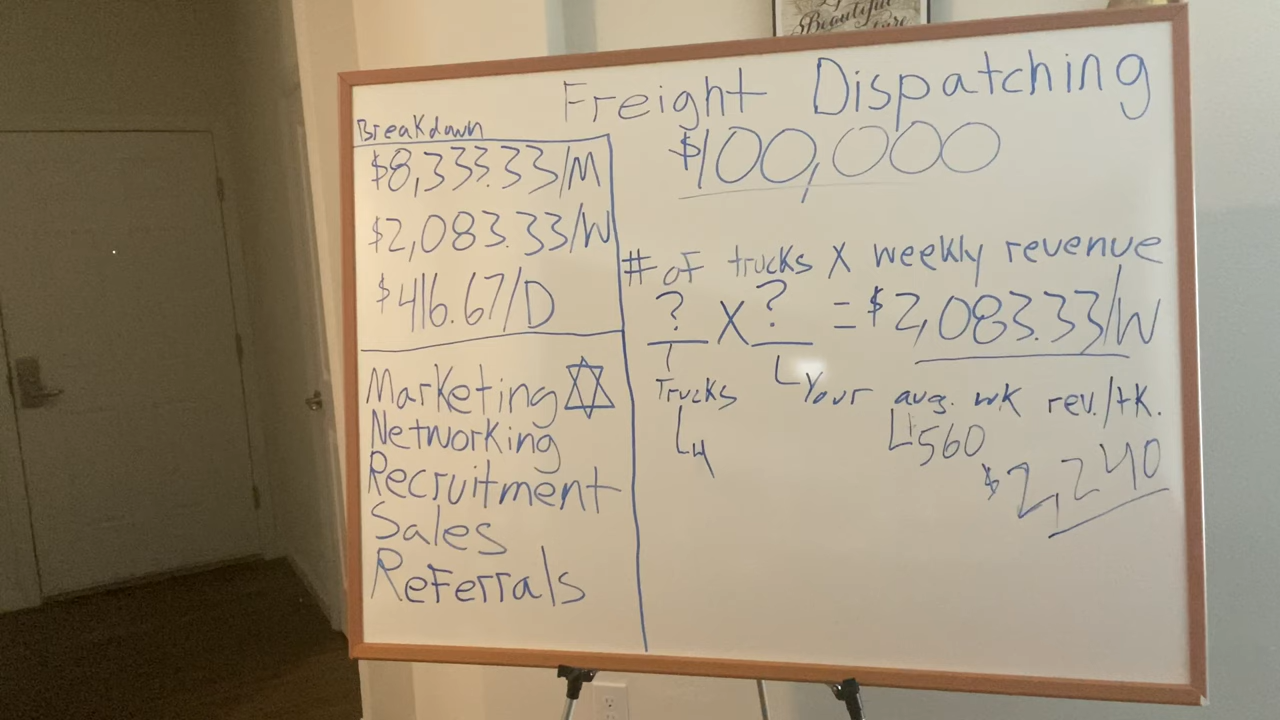 Beautiful
Freight Dispatching
$100,000
Breakdown
$8,333.33/M
$2,083.33/W
$416.67/D
Marketing
Networking
Recruitment
Sales
Referrals
# of trucks X weekly revenue
? X ? = $2,083.33/W
Trucks
Your avg. wk rev./tk.
4
560
$2,240